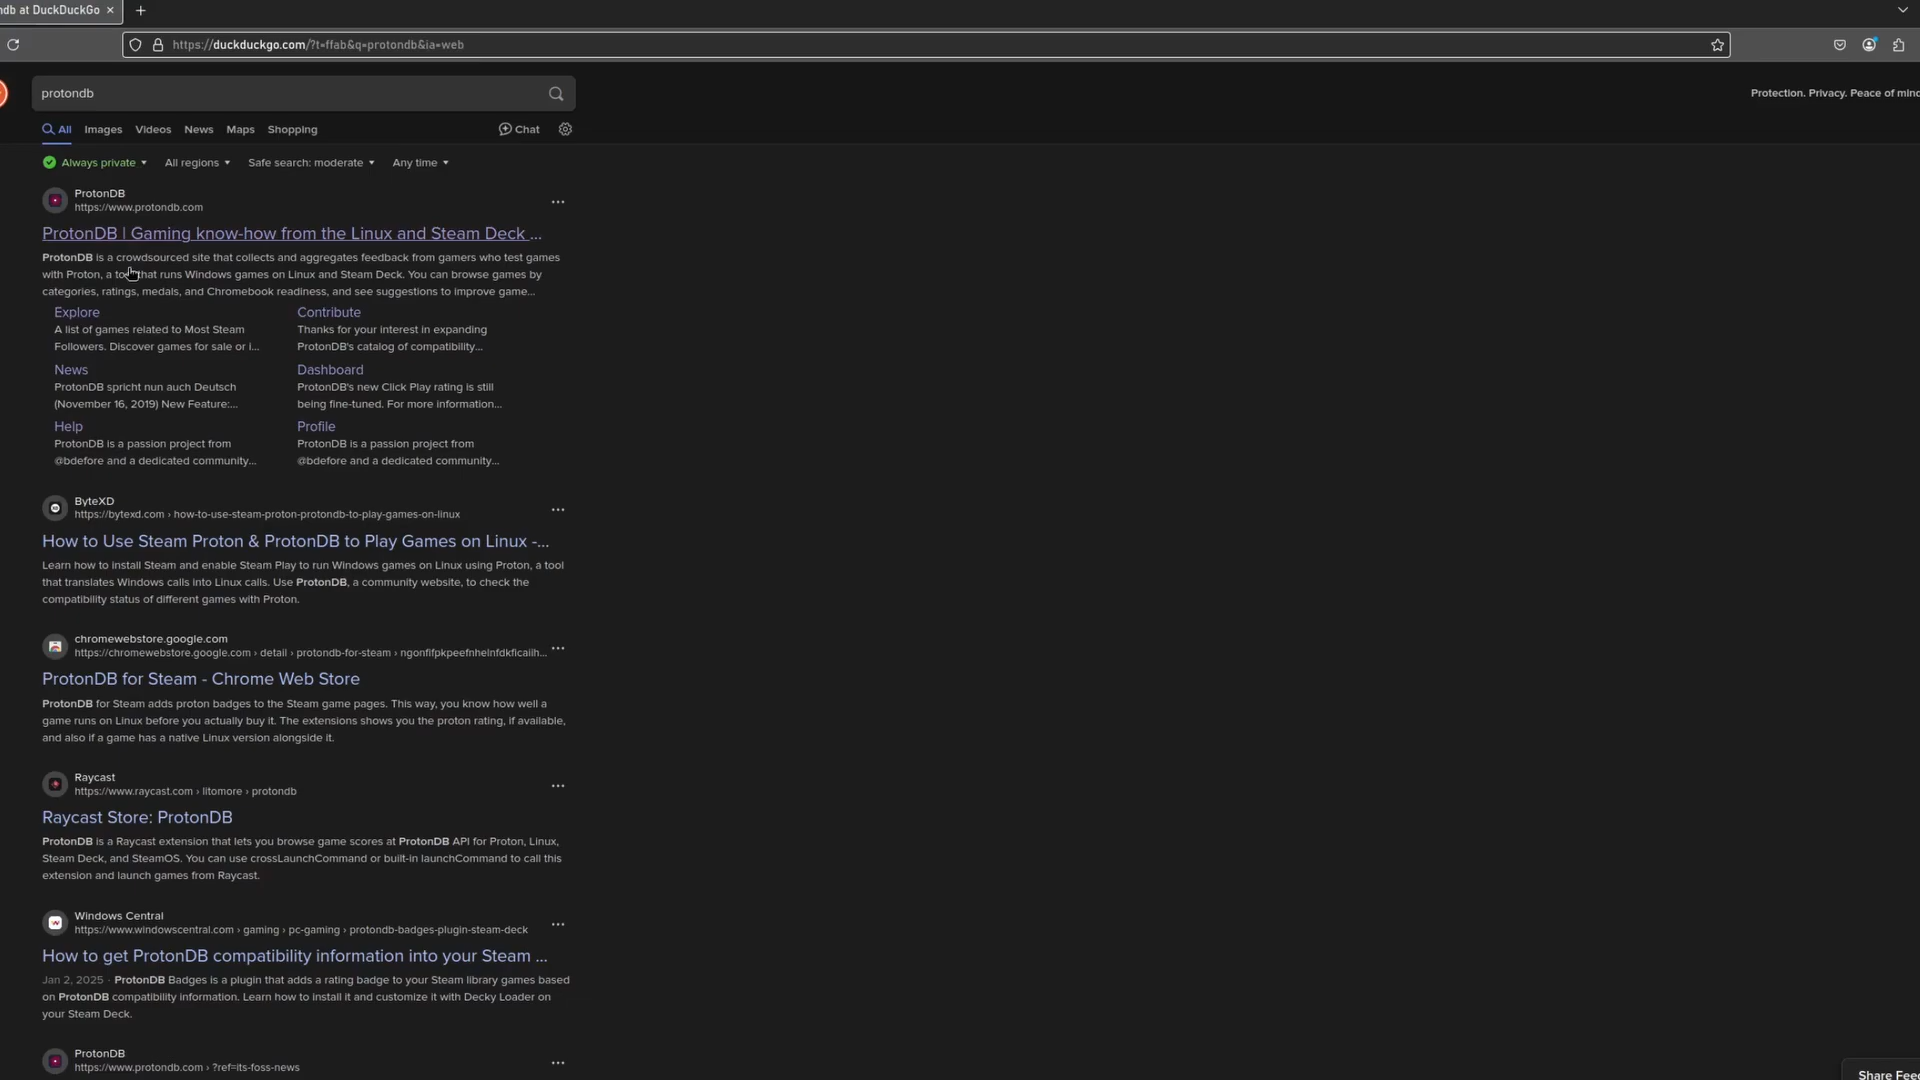 ndb at DuckDuckGo
https://duckduckgo.com/?t=ffab&q=protondb&ia=web
protondb
Protection. Privacy. Peace of mind
All Images Videos News Maps Shopping Chat
Always private All regions Safe search: moderate Any time
ProtonDB
https://www.protondb.com
ProtonDB | Gaming know-how from the Linux and Steam Deck ...
ProtonDB is a crowdsourced site that collects and aggregates feedback from gamers who test games
with Proton, a tool that runs Windows games on Linux and Steam Deck. You can browse games by
categories, ratings, medals, and Chromebook readiness, and see suggestions to improve game...
Explore
A list of games related to Most Steam
Followers. Discover games for sale or i...
Contribute
Thanks for your interest in expanding
ProtonDB's catalog of compatibility...
News
ProtonDB spricht nun auch Deutsch
(November 16, 2019) New Feature:...
Dashboard
ProtonDB's new Click Play rating is still
being fine-tuned. For more information...
Help
ProtonDB is a passion project from
@bdefore and a dedicated community...
Profile
ProtonDB is a passion project from
@bdefore and a dedicated community...
ByteXD
https://bytexd.com › how-to-use-steam-proton-protondb-to-play-games-on-linux
How to Use Steam Proton & ProtonDB to Play Games on Linux -...
Learn how to install Steam and enable Steam Play to run Windows games on Linux using Proton, a tool
that translates Windows calls into Linux calls. Use ProtonDB, a community website, to check the
compatibility status of different games with Proton.
chromewebstore.google.com
https://chromewebstore.google.com › detail › protondb-for-steam › ngonfifpkpeefnhelnfdkficaiih...
ProtonDB for Steam - Chrome Web Store
ProtonDB for Steam adds proton badges to the Steam game pages. This way, you know how well a
game runs on Linux before you actually buy it. The extensions shows you the proton rating, if available,
and also if a game has a native Linux version alongside it.
Raycast
https://www.raycast.com › litomore › protondb
Raycast Store: ProtonDB
ProtonDB is a Raycast extension that lets you browse game scores at ProtonDB API for Proton, Linux,
Steam Deck, and SteamOS. You can use crossLaunchCommand or built-in launchCommand to call this
extension and launch games from Raycast.
Windows Central
https://www.windowscentral.com › gaming › pc-gaming › protondb-badges-plugin-steam-deck
How to get ProtonDB compatibility information into your Steam ...
Jan 2, 2025 · ProtonDB Badges is a plugin that adds a rating badge to your Steam library games based
on ProtonDB compatibility information. Learn how to install it and customize it with Decky Loader on
your Steam Deck.
ProtonDB
https://www.protondb.com › ?ref=its-foss-news
Share Feed